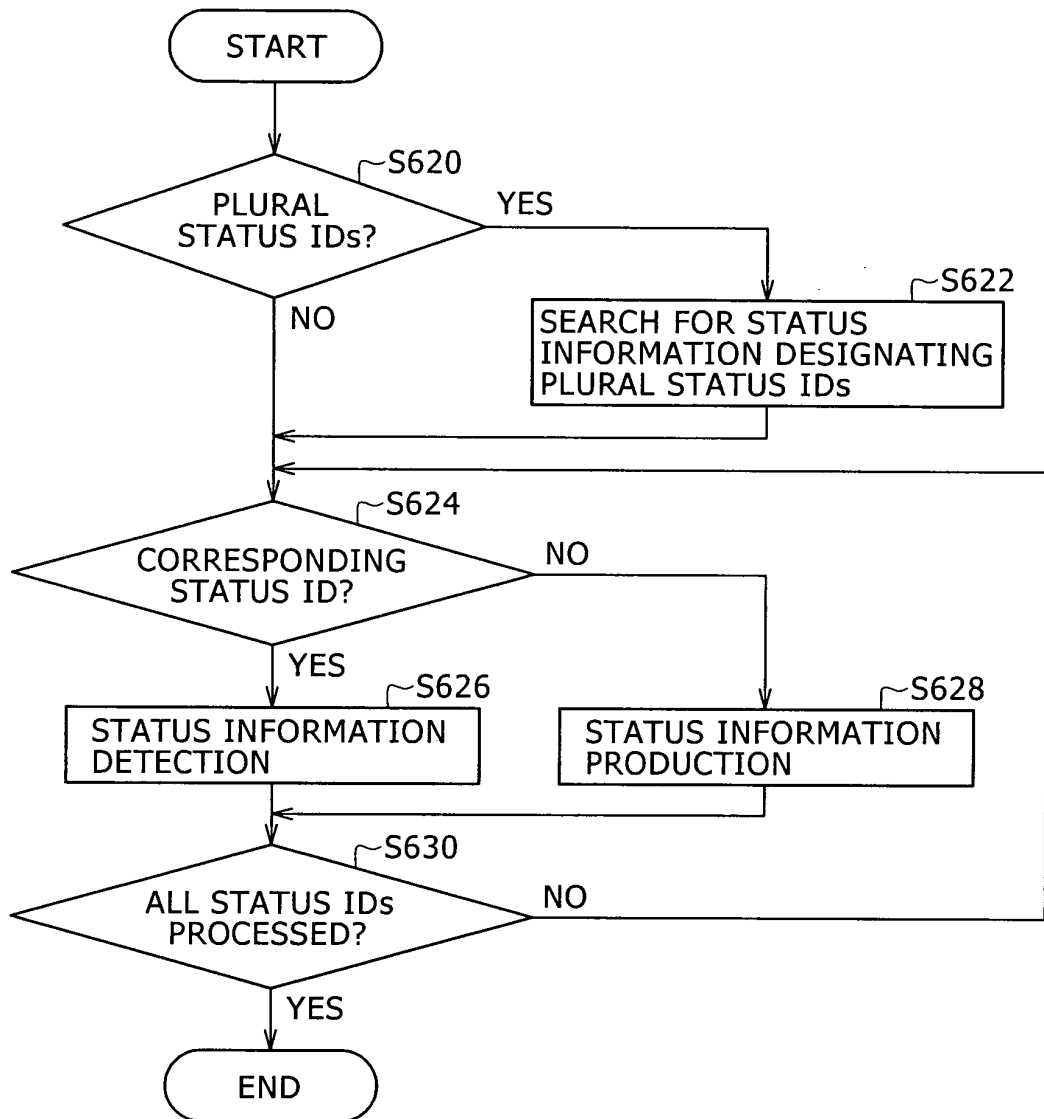 START
S620
PLURAL
STATUS IDs?
YES
NO
S622
SEARCH FOR STATUS
INFORMATION DESIGNATING
PLURAL STATUS IDs
S624
CORRESPONDING
STATUS ID?
NO
YES
S626
STATUS INFORMATION
DETECTION
S628
STATUS INFORMATION
PRODUCTION
S630
ALL STATUS IDs
PROCESSED?
NO
YES
END